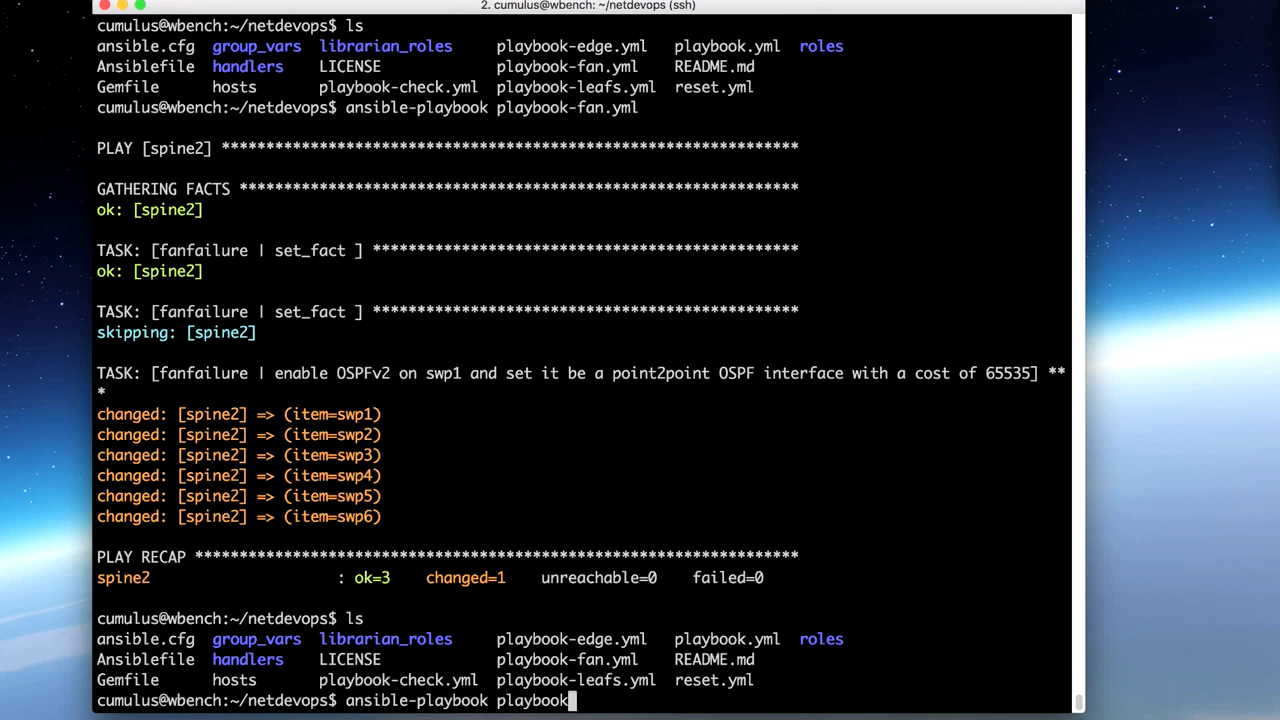 2. cumulus@wbench: ~/netdevops (ssh)
cumulus@wbench:~/netdevops$ ls
ansible.cfg group_vars librarian_roles playbook-edge.yml playbook.yml roles
Ansiblefile handlers LICENSE playbook-fan.yml README.md
Gemfile hosts playbook-check.yml playbook-leafs.yml reset.yml
cumulus@wbench:~/netdevops$ ansible-playbook playbook-fan.yml
PLAY [spine2] *****************************************************************
GATHERING FACTS ***************************************************************
ok: [spine2]
TASK: [fanfailure | set_fact ] ************************************************
ok: [spine2]
TASK: [fanfailure | set_fact ] ************************************************
skipping: [spine2]
TASK: [fanfailure | enable OSPFv2 on swp1 and set it be a point2point OSPF interface with a cost of 65535] **
*
changed: [spine2] => (item=swp1)
changed: [spine2] => (item=swp2)
changed: [spine2] => (item=swp3)
changed: [spine2] => (item=swp4)
changed: [spine2] => (item=swp5)
changed: [spine2] => (item=swp6)
PLAY RECAP ********************************************************************
spine2 : ok=3 changed=1 unreachable=0 failed=0
cumulus@wbench:~/netdevops$ ls
ansible.cfg group_vars librarian_roles playbook-edge.yml playbook.yml roles
Ansiblefile handlers LICENSE playbook-fan.yml README.md
Gemfile hosts playbook-check.yml playbook-leafs.yml reset.yml
cumulus@wbench:~/netdevops$ ansible-playbook playbook